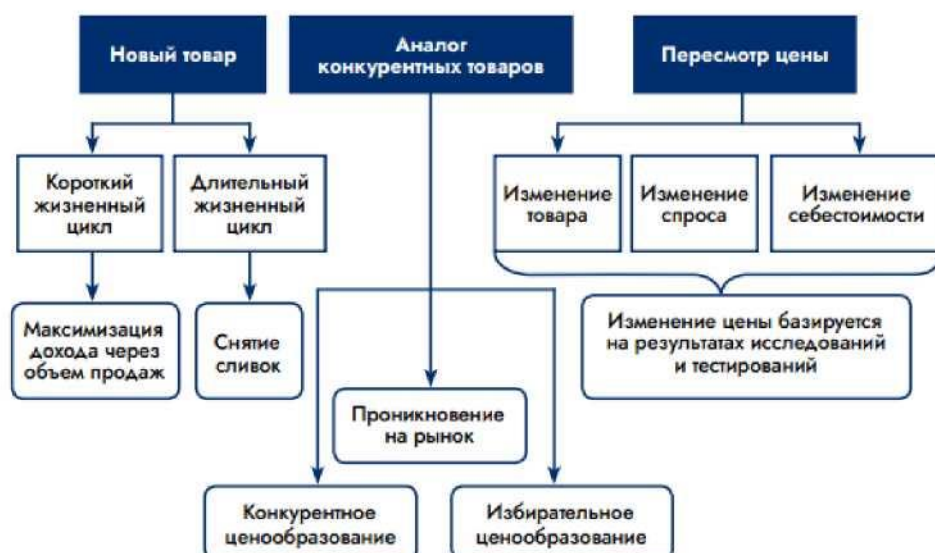 Новый товар
Аналог
конкурентных товаров
Пересмотр цены
Короткий
жизненный
цикл
Длительный
жизненный
цикл
Изменение
товара
Изменение
спроса
Изменение
себестоимости
Максимизация
дохода через
объем продаж
Снятие
сливок
Изменение цены базируется
на результатах исследований
и тестирований
Проникновение
на рынок
Конкурентное
ценообразование
Избирательное
ценообразование